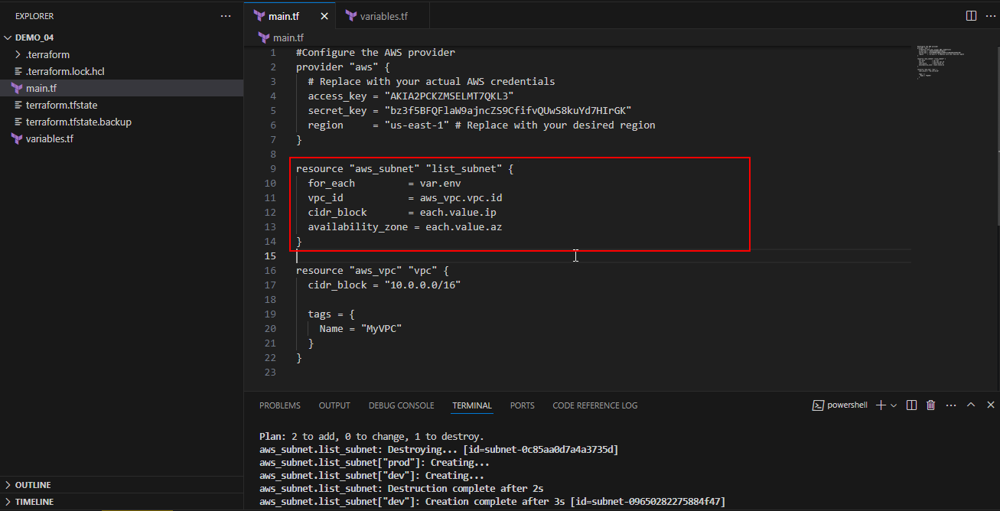 EXPLORER
DEMO_04
.terraform
.terraform.lock.hcl
main.tf
terraform.tfstate
terraform.tfstate.backup
variables.tf
OUTLINE
TIMELINE
main.tf
variables.tf
main.tf
1 #Configure the AWS provider
2 provider "aws" {
3 # Replace with your actual AWS credentials
4 access_key = "AKIA2PCKZMSELMT7QKL3"
5 secret_key = "bz3f5BFQFlaW9ajncZS9CfifvQUwS8kuYd7HIrGK"
6 region = "us-east-1" # Replace with your desired region
7 }
8
9 resource "aws_subnet" "list_subnet" {
10 for_each = var.env
11 vpc_id = aws_vpc.vpc.id
12 cidr_block = each.value.ip
13 availability_zone = each.value.az
14 }
15
16 resource "aws_vpc" "vpc" {
17 cidr_block = "10.0.0.0/16"
18
19 tags = {
20 Name = "MyVPC"
21 }
22 }
23
PROBLEMS OUTPUT DEBUG CONSOLE TERMINAL PORTS CODE REFERENCE LOG
powershell
Plan: 2 to add, 0 to change, 1 to destroy.
aws_subnet.list_subnet: Destroying... [id=subnet-0c85aa0d7a4a3735d]
aws_subnet.list_subnet["prod"]: Creating...
aws_subnet.list_subnet["dev"]: Creating...
aws_subnet.list_subnet: Destruction complete after 2s
aws_subnet.list_subnet["dev"]: Creation complete after 3s [id=subnet-09650282275884f47]